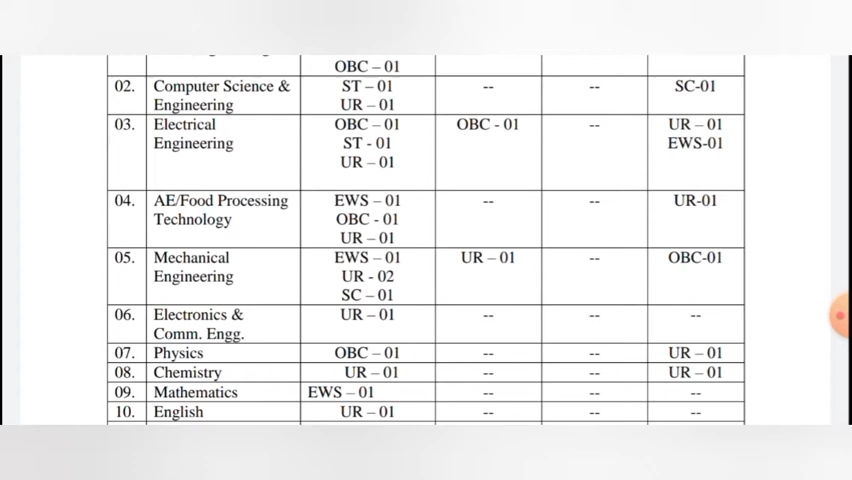 OBC – 01
02. Computer Science & ST – 01 -- -- SC-01
Engineering UR – 01
03. Electrical OBC – 01 OBC - 01 -- UR – 01
Engineering ST - 01 EWS-01
UR – 01
04. AE/Food Processing EWS – 01 -- -- UR-01
Technology OBC - 01
UR – 01
05. Mechanical EWS – 01 UR – 01 -- OBC-01
Engineering UR - 02
SC – 01
06. Electronics & UR – 01 -- -- --
Comm. Engg.
07. Physics OBC – 01 -- -- UR – 01
08. Chemistry UR – 01 -- -- UR – 01
09. Mathematics EWS – 01 -- -- --
10. English UR – 01 -- -- --